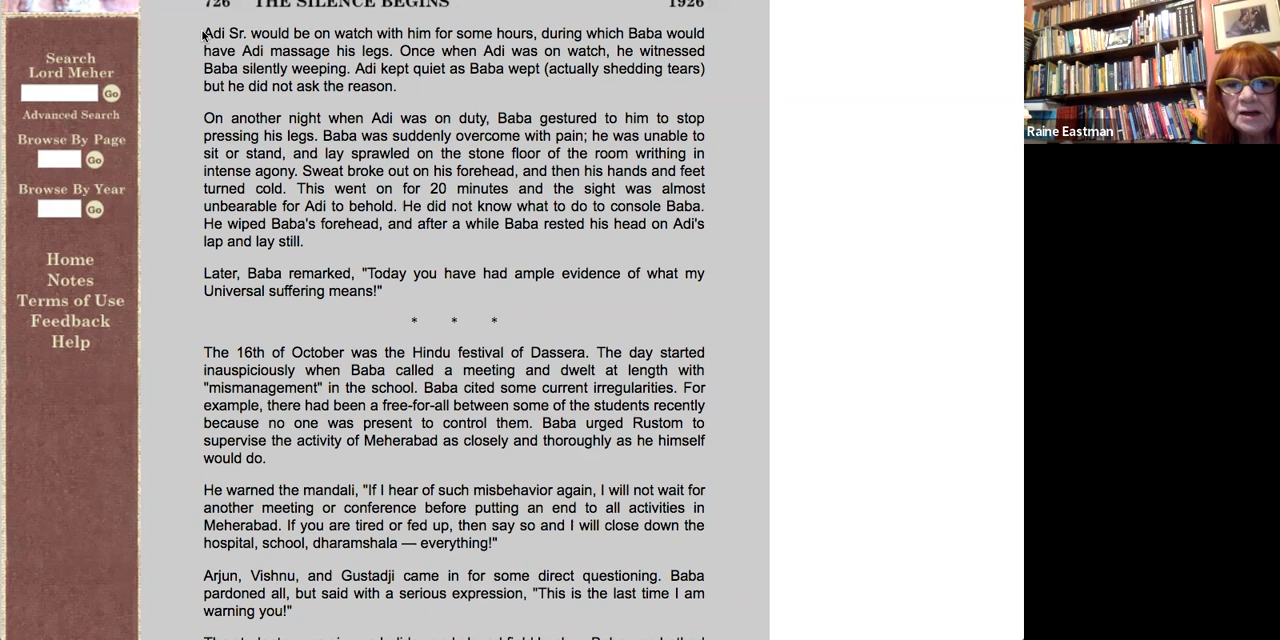 726 THE SILENCE BEGINS 1926
Search
Lord Meher
Go
Advanced Search
Browse By Page
Go
Browse By Year
Go
Home
Notes
Terms of Use
Feedback
Help
Adi Sr. would be on watch with him for some hours, during which Baba would
have Adi massage his legs. Once when Adi was on watch, he witnessed
Baba silently weeping. Adi kept quiet as Baba wept (actually shedding tears)
but he did not ask the reason.
On another night when Adi was on duty, Baba gestured to him to stop
pressing his legs. Baba was suddenly overcome with pain; he was unable to
sit or stand, and lay sprawled on the stone floor of the room writhing in
intense agony. Sweat broke out on his forehead, and then his hands and feet
turned cold. This went on for 20 minutes and the sight was almost
unbearable for Adi to behold. He did not know what to do to console Baba.
He wiped Baba's forehead, and after a while Baba rested his head on Adi's
lap and lay still.
Later, Baba remarked, "Today you have had ample evidence of what my
Universal suffering means!"
* * *
The 16th of October was the Hindu festival of Dassera. The day started
inauspiciously when Baba called a meeting and dwelt at length with
"mismanagement" in the school. Baba cited some current irregularities. For
example, there had been a free-for-all between some of the students recently
because no one was present to control them. Baba urged Rustom to
supervise the activity of Meherabad as closely and thoroughly as he himself
would do.
He warned the mandali, "If I hear of such misbehavior again, I will not wait for
another meeting or conference before putting an end to all activities in
Meherabad. If you are tired or fed up, then say so and I will close down the
hospital, school, dharamshala — everything!"
Arjun, Vishnu, and Gustadji came in for some direct questioning. Baba
pardoned all, but said with a serious expression, "This is the last time I am
warning you!"
Raine Eastman -